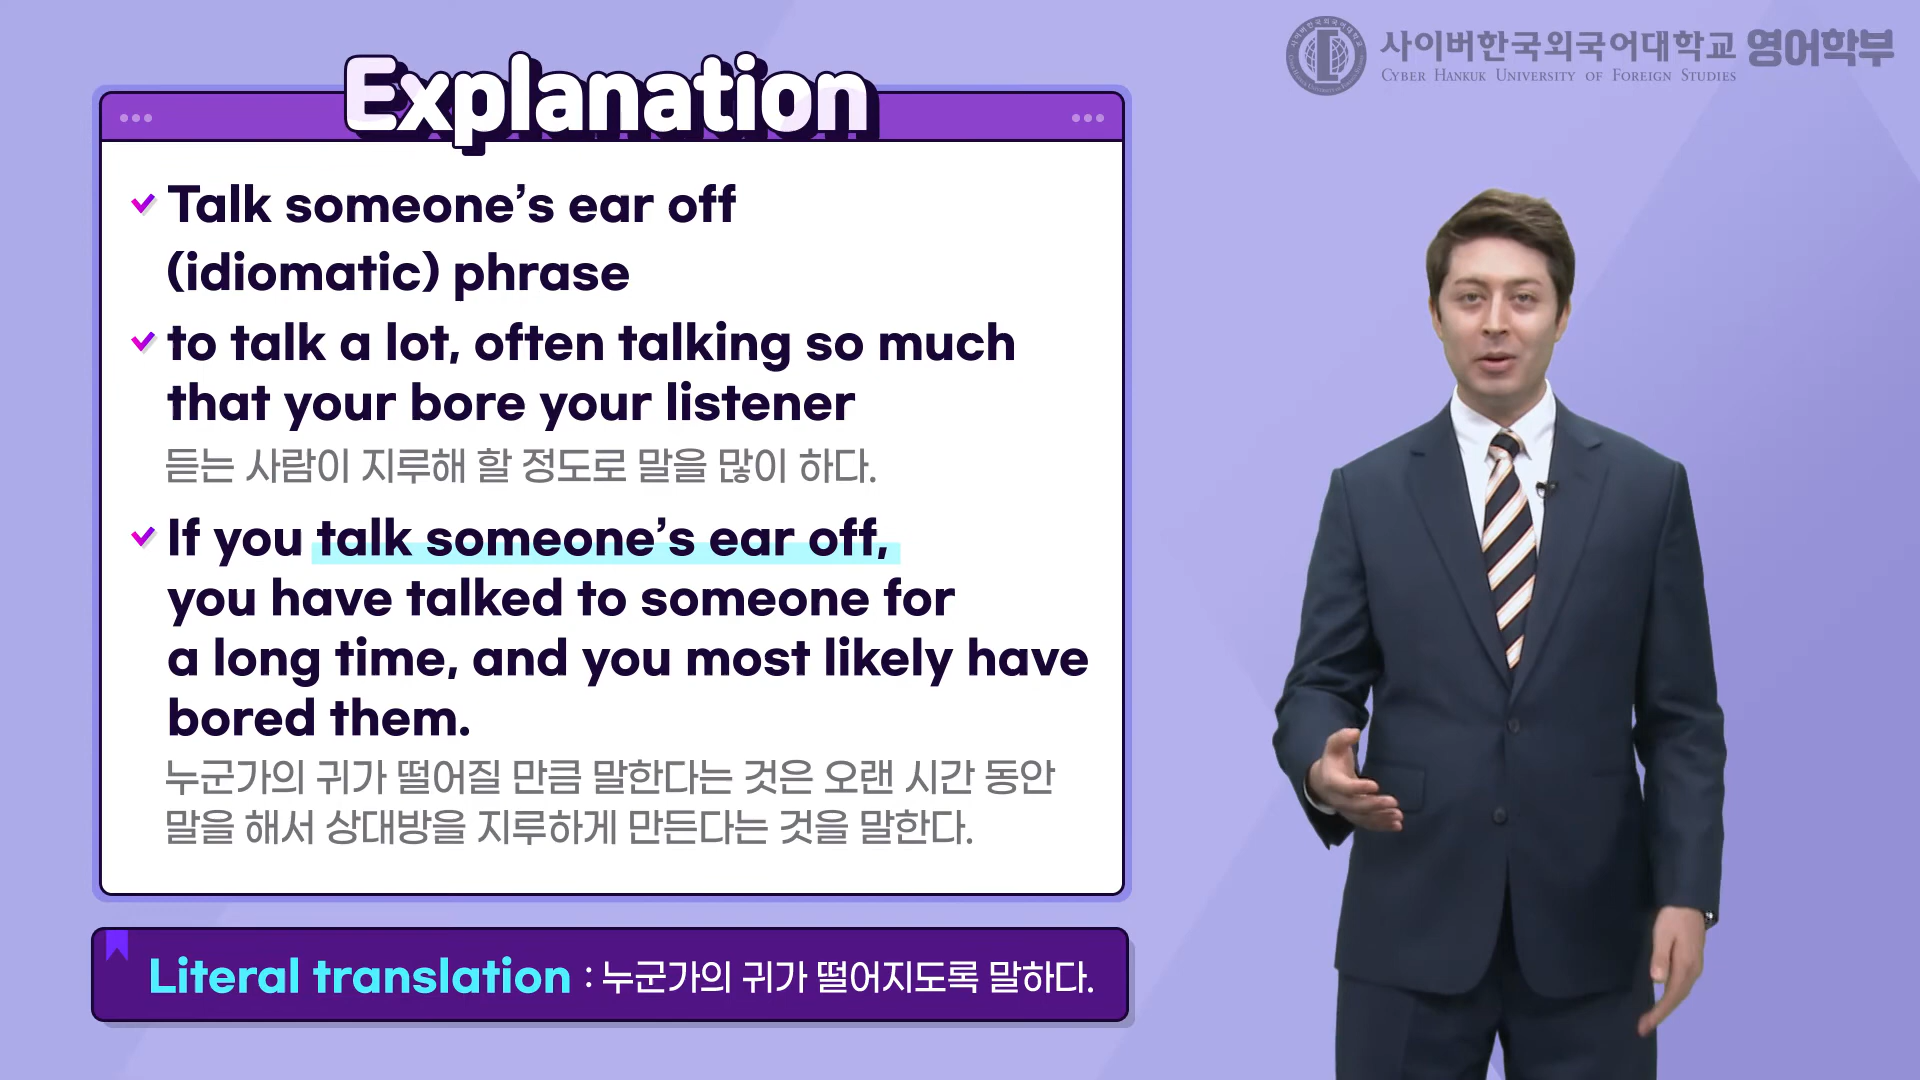 사이버한국외국어대학교 영어학부
CYBER HANKUK UNIVERSITY OF FOREIGN STUDIES
Explanation
Talk someone's ear off
(idiomatic) phrase
to talk a lot, often talking so much
that your bore your listener
듣는 사람이 지루해 할 정도로 말을 많이 하다.
If you talk someone's ear off,
you have talked to someone for
a long time, and you most likely have
bored them.
누군가의 귀가 떨어질 만큼 말한다는 것은 오랜 시간 동안
말을 해서 상대방을 지루하게 만든다는 것을 말한다.
Literal translation : 누군가의 귀가 떨어지도록 말하다.